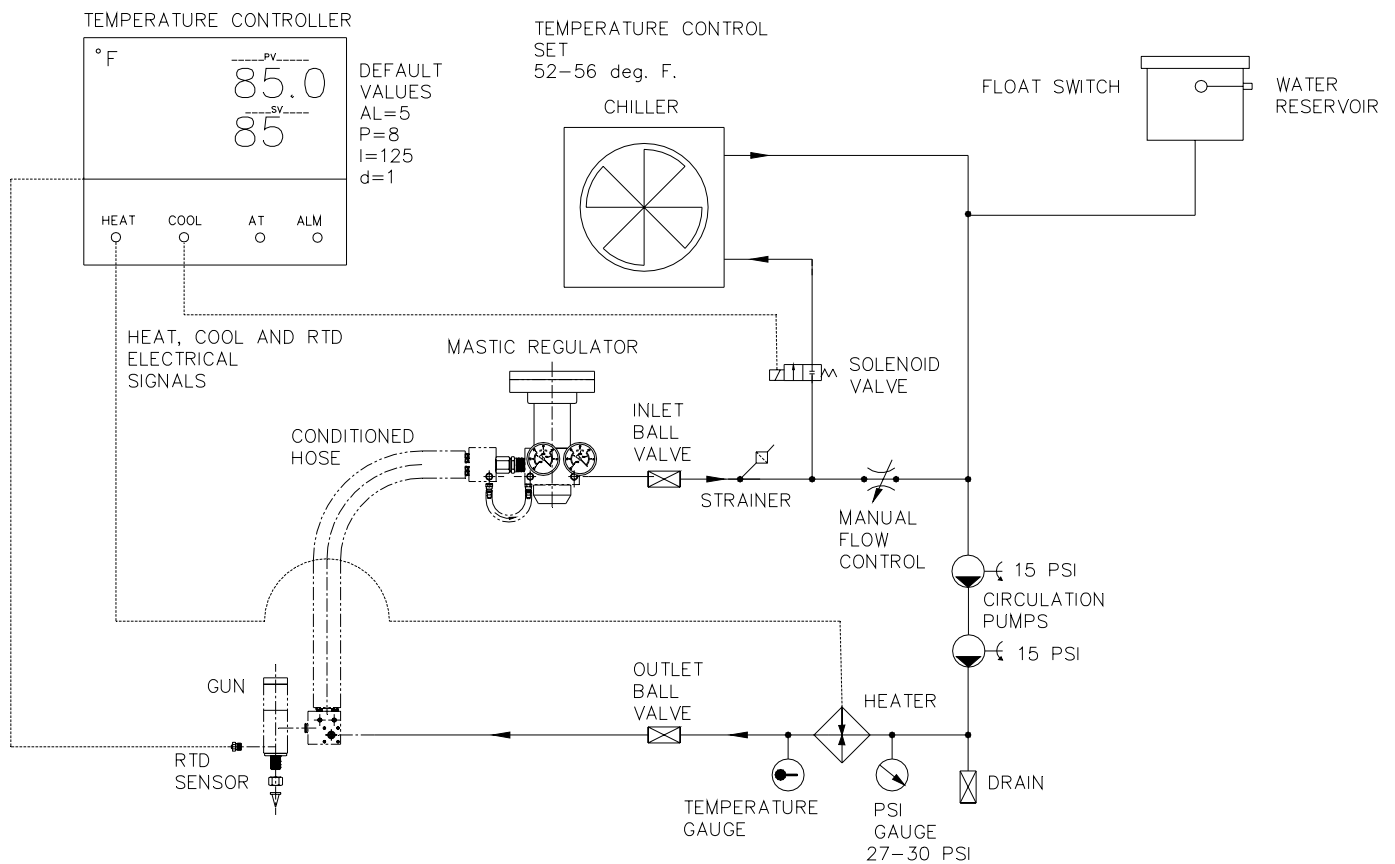 TEMPERATURE CONTROLLER
°F
PV
85.0
SV
85
HEAT
COOL
AT
ALM
DEFAULT
VALUES
AL=5
P=8
I=125
d=1
TEMPERATURE CONTROL
SET
52-56 deg. F.
CHILLER
FLOAT SWITCH
WATER
RESERVOIR
HEAT, COOL AND RTD
ELECTRICAL
SIGNALS
MASTIC REGULATOR
SOLENOID
VALVE
CONDITIONED
HOSE
INLET
BALL
VALVE
STRAINER
MANUAL
FLOW
CONTROL
15 PSI
CIRCULATION
PUMPS
15 PSI
GUN
RTD
SENSOR
OUTLET
BALL
VALVE
HEATER
TEMPERATURE
GAUGE
PSI
GAUGE
27-30 PSI
DRAIN